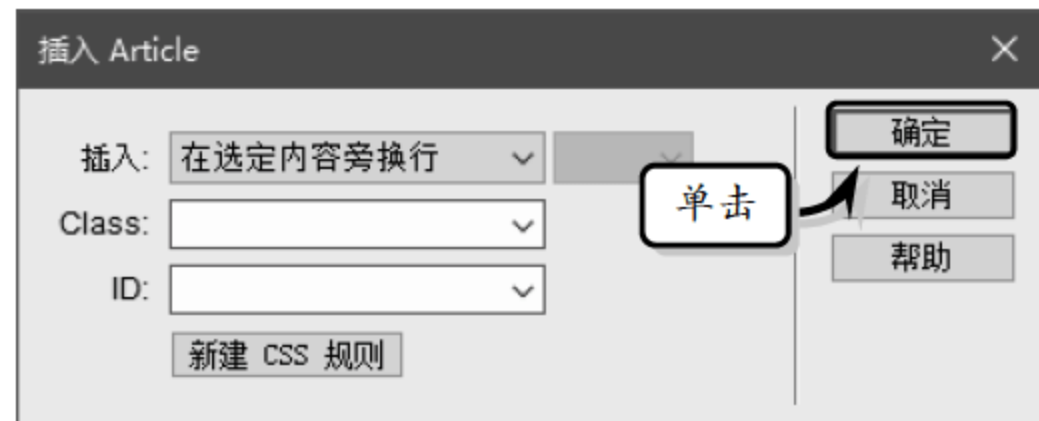 插入 Article
插入: 在选定内容旁换行
Class:
ID:
新建 CSS 规则
单击
确定
取消
帮助